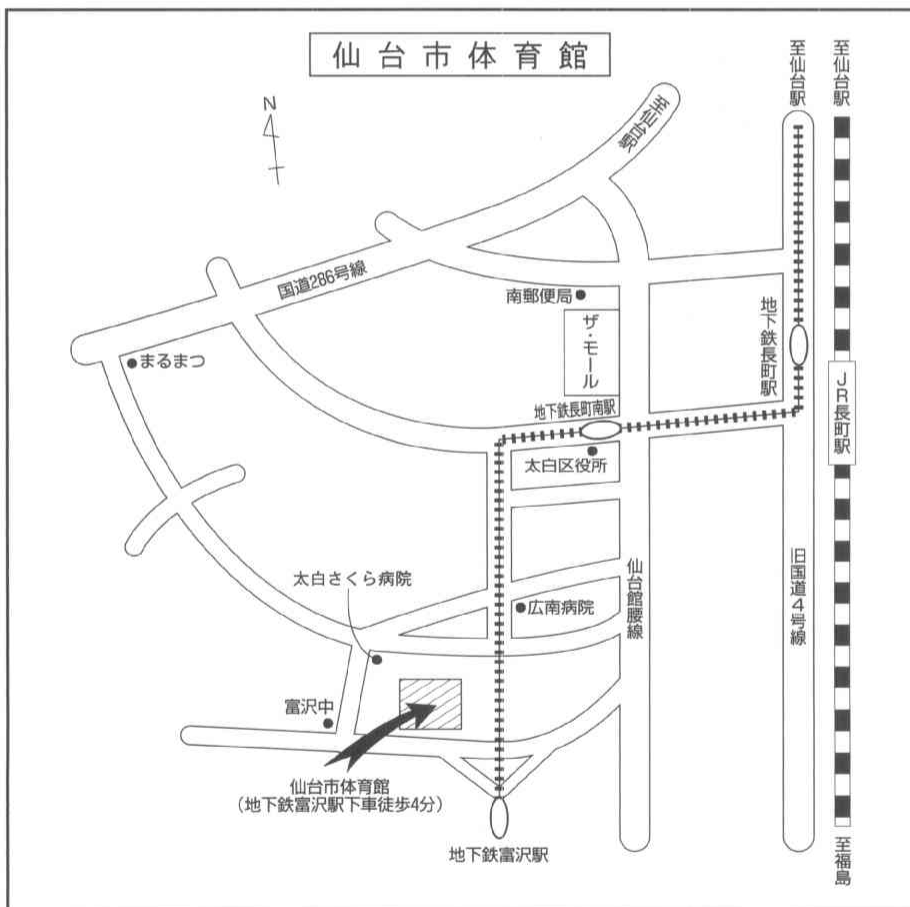 仙台市体育館
N
至仙台駅
至仙台駅
至仙台駅
国道286号線
南郵便局
ザ・モール
地下鉄長町駅
まるまつ
JR長町駅
地下鉄長町南駅
太白区役所
太白さくら病院
広南病院
仙台館腰線
旧国道4号線
富沢中
仙台市体育館
(地下鉄富沢駅下車徒歩4分)
地下鉄富沢駅
至福島